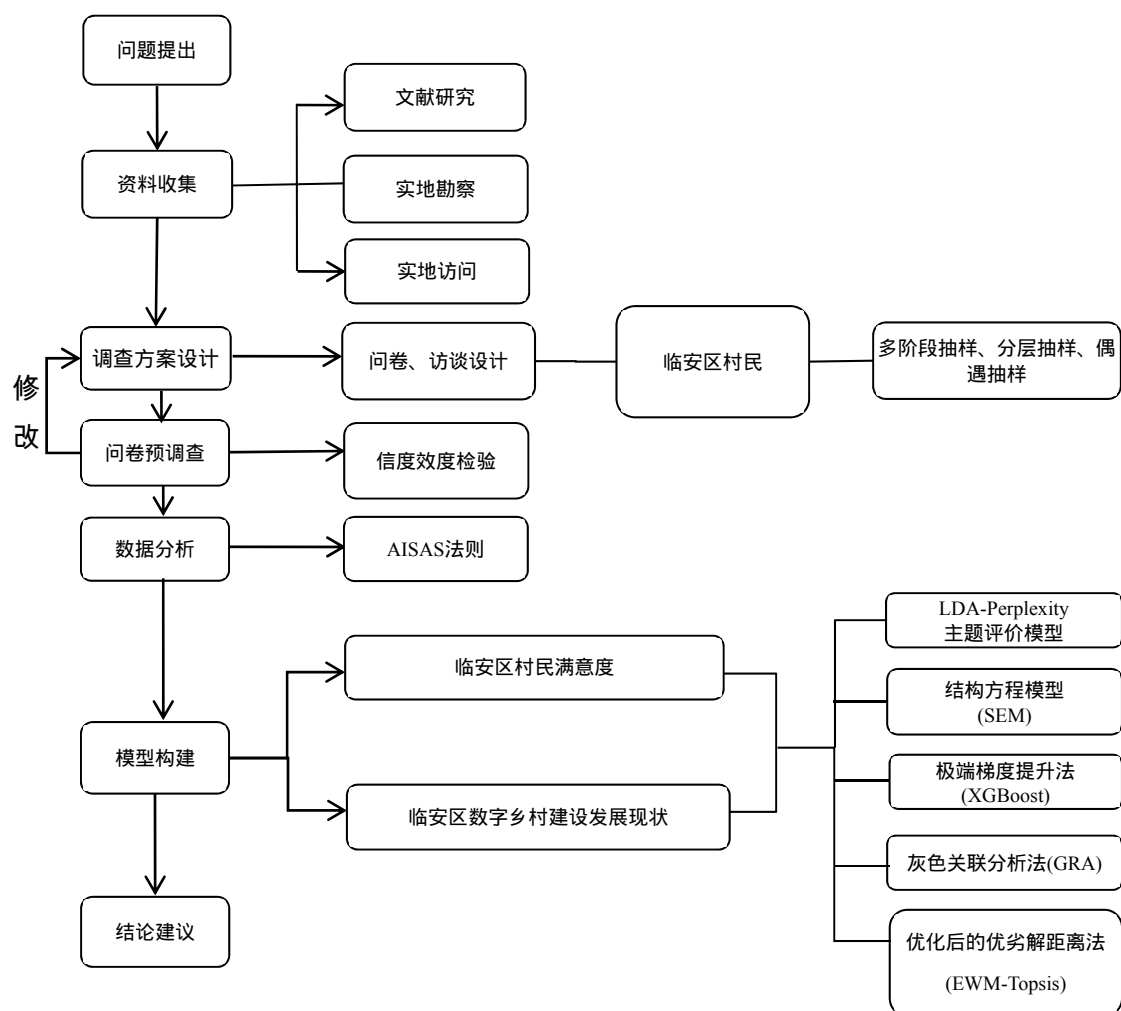 问题提出
文献研究
资料收集
实地勘察
实地访问
调查方案设计
问卷、访谈设计
临安区村民
多阶段抽样、分层抽样、偶
遇抽样
修
改
问卷预调查
信度效度检验
数据分析
AISAS法则
LDA-Perplexity
主题评价模型
临安区村民满意度
结构方程模型
(SEM)
模型构建
极端梯度提升法
(XGBoost)
临安区数字乡村建设发展现状
灰色关联分析法(GRA)
结论建议
优化后的优劣解距离法
(EWM-Topsis)